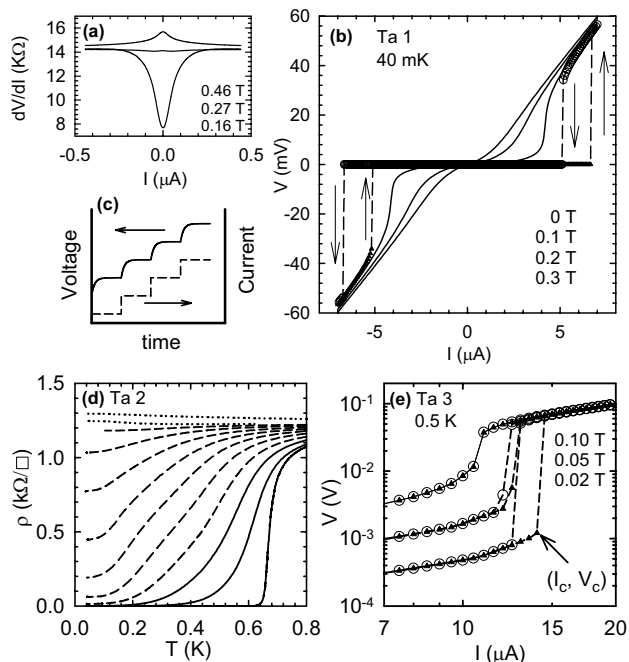 (a)
dV/dI (KΩ)
16
14
12
10
8
0.46 T
0.27 T
0.16 T
-0.5
0.0
0.5
I (μA)
(b)
Ta 1
40 mK
V (mV)
60
40
20
0
-20
-40
-60
0 T
0.1 T
0.2 T
0.3 T
-5
0
5
I (μA)
(c)
Voltage
Current
time
(d)
Ta 2
ρ (kΩ/□)
1.5
1.0
0.5
0.0
0.0
0.2
0.4
0.6
0.8
T (K)
(e)
Ta 3
0.5 K
V (V)
10⁻¹
10⁻²
10⁻³
10⁻⁴
0.10 T
0.05 T
0.02 T
(Ic, Vc)
7
10
15
20
I (μA)